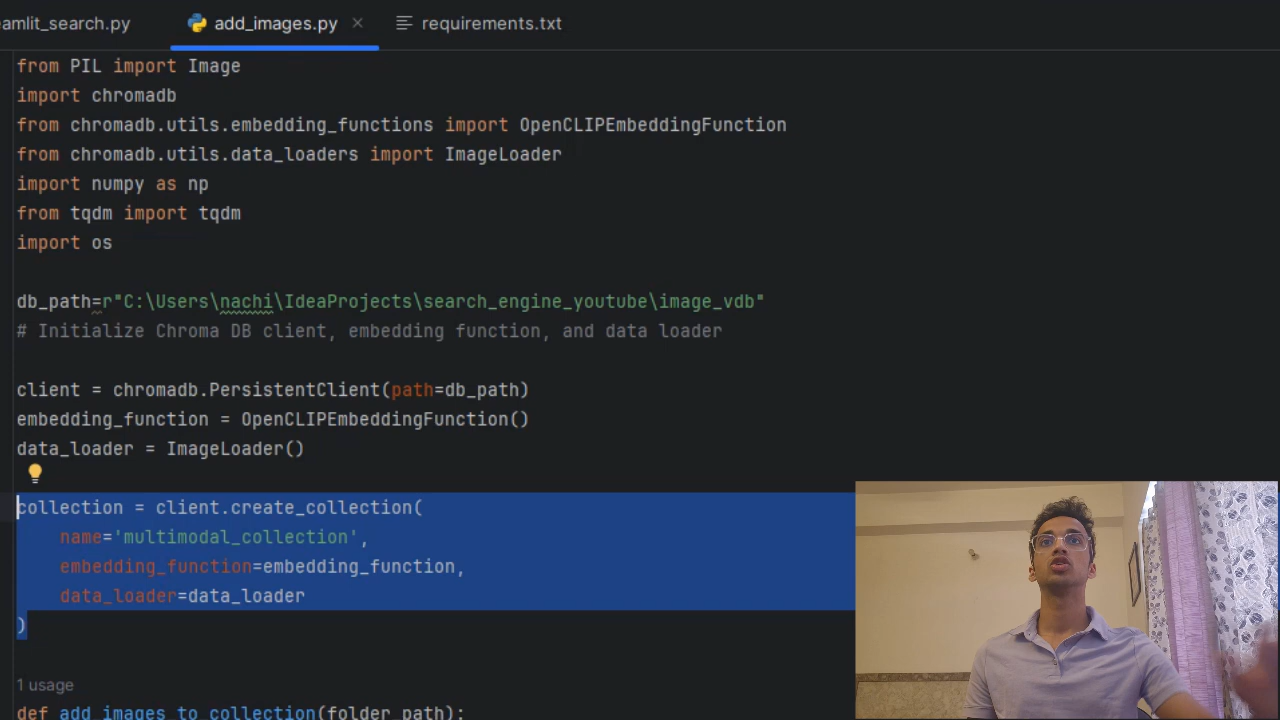 eamlit_search.py
add_images.py
requirements.txt
from PIL import Image
import chromadb
from chromadb.utils.embedding_functions import OpenCLIPEmbeddingFunction
from chromadb.utils.data_loaders import ImageLoader
import numpy as np
from tqdm import tqdm
import os
db_path=r"C:\Users\nachi\IdeaProjects\search_engine_youtube\image_vdb"
# Initialize Chroma DB client, embedding function, and data loader
client = chromadb.PersistentClient(path=db_path)
embedding_function = OpenCLIPEmbeddingFunction()
data_loader = ImageLoader()
collection = client.create_collection(
    name='multimodal_collection',
    embedding_function=embedding_function,
    data_loader=data_loader
)
1 usage
def add_images_to_collection(folder_path):